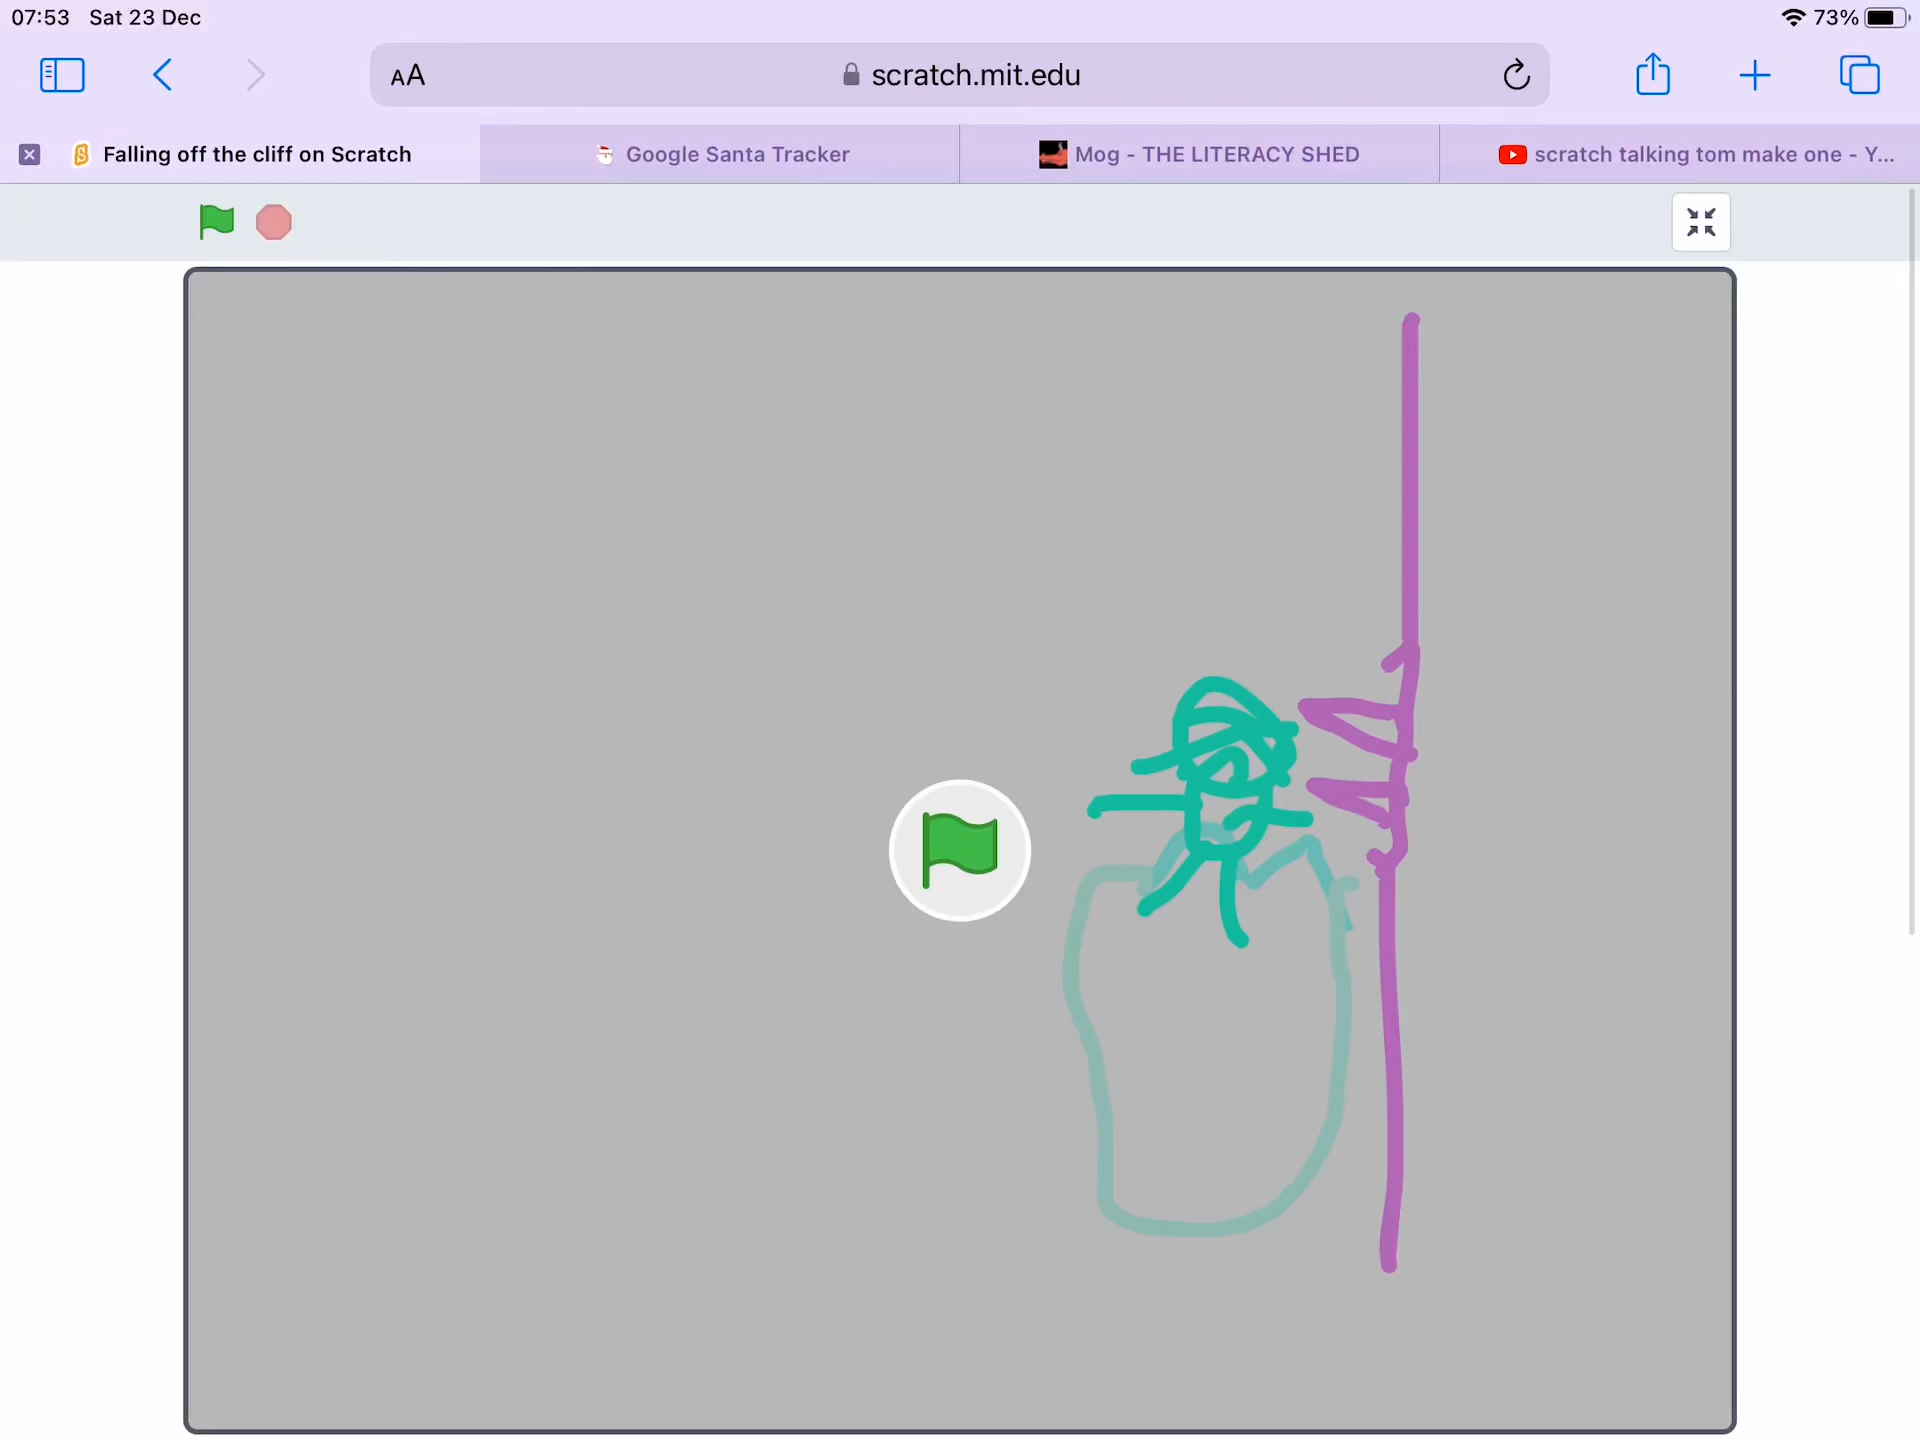 07:53 Sat 23 Dec
73%
AA
scratch.mit.edu
Falling off the cliff on Scratch
Google Santa Tracker
Mog - THE LITERACY SHED
scratch talking tom make one - Y...